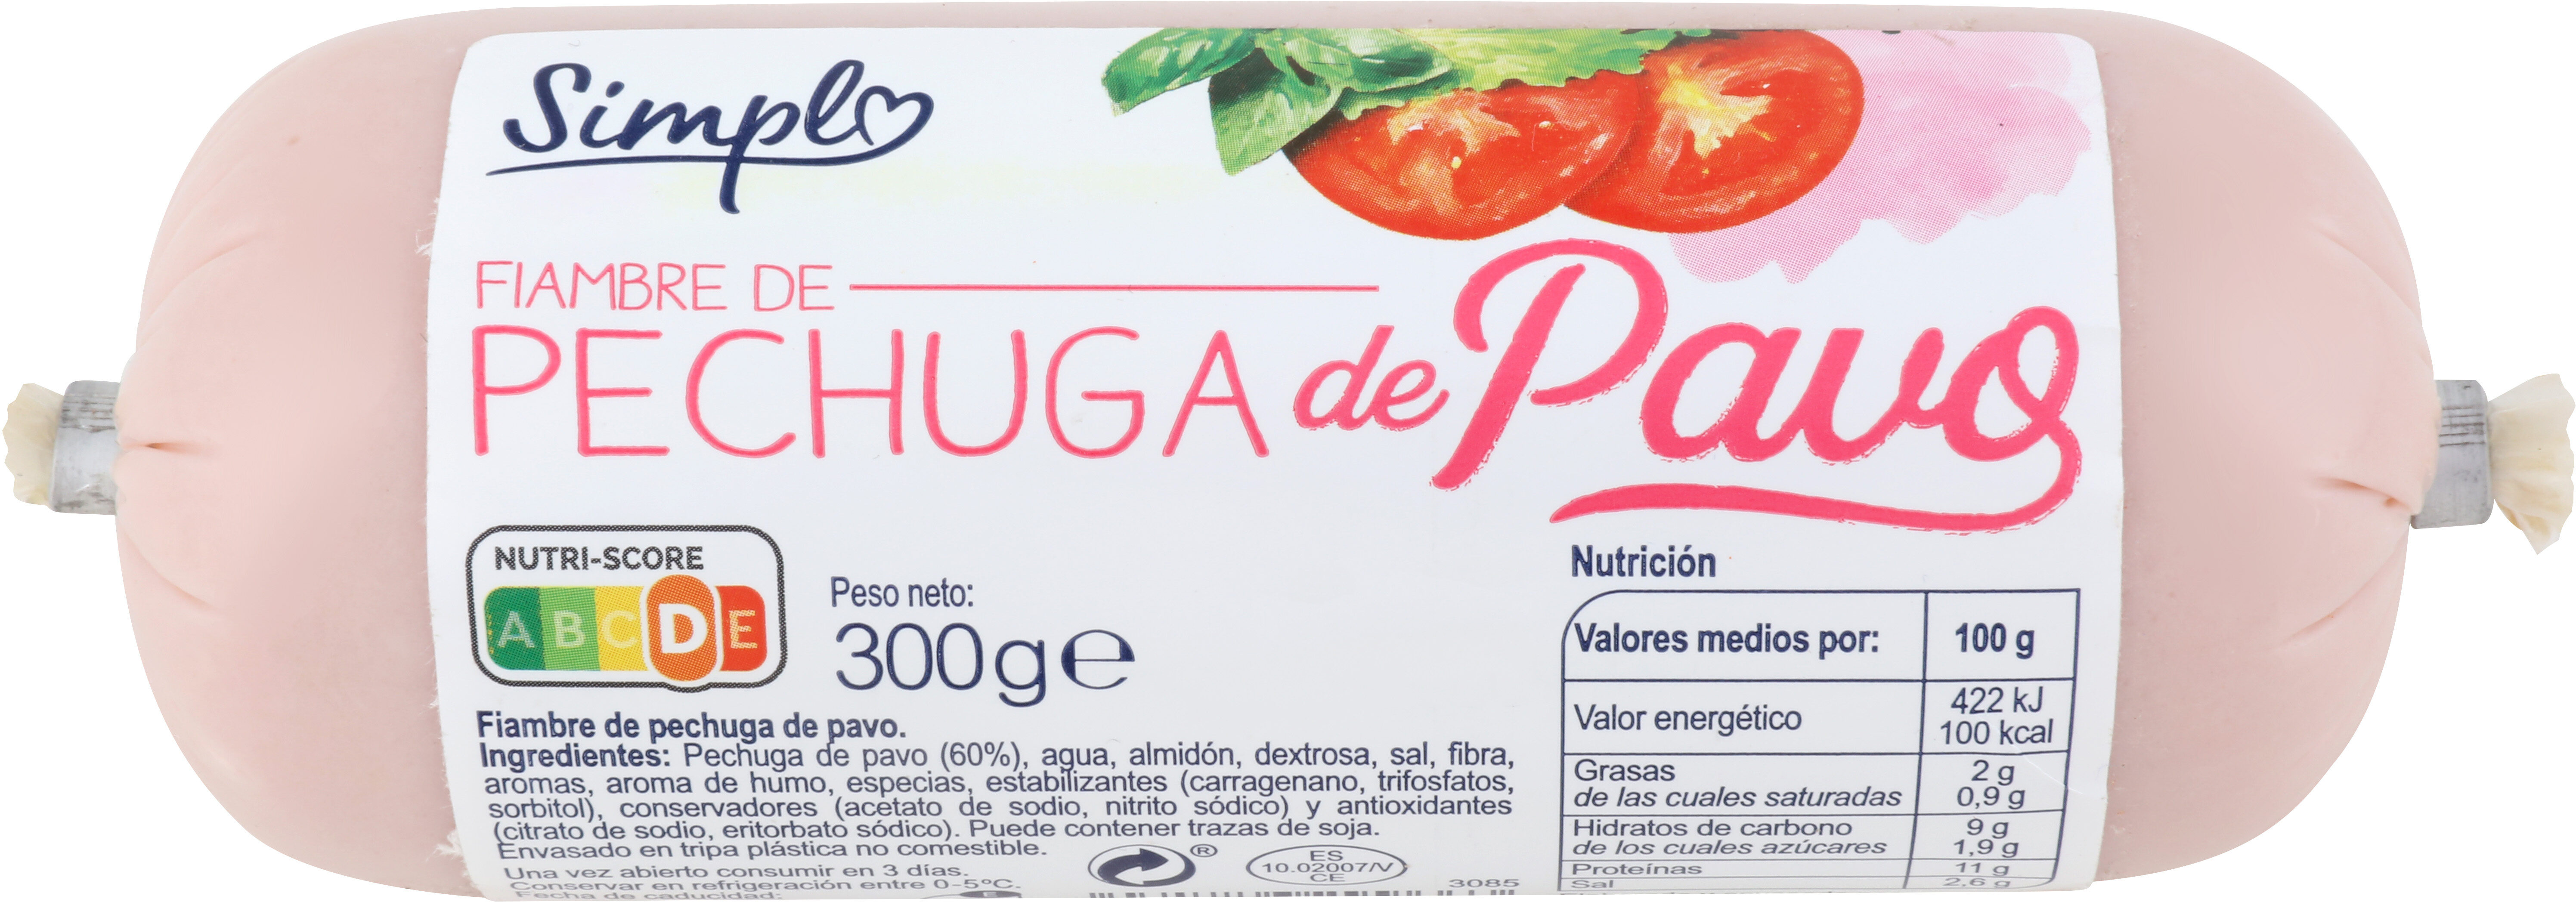 Simpl
FIAMBRE DE
PECHUGA de Pavo
NUTRI-SCORE
A B C D E
Peso neto:
300g e
Fiambre de pechuga de pavo.
Ingredientes: Pechuga de pavo (60%), agua, almidón, dextrosa, sal, fibra,
aromas, aroma de humo, especias, estabilizantes (carragenano, trifosfatos,
sorbitol), conservadores (acetato de sodio, nitrito sódico) y antioxidantes
(citrato de sodio, eritorbato sódico). Puede contener trazas de soja.
Envasado en tripa plástica no comestible.
Una vez abierto consumir en 3 días.
Conservar en refrigeración entre 0-5ºC.
Fecha de caducidad:
®
ES
10.02007/V
CE
3085
E
Nutrición
Valores medios por: 100 g
Valor energético 422 kJ
100 kcal
Grasas 2 g
de las cuales saturadas 0,9 g
Hidratos de carbono 9 g
de los cuales azúcares 1,9 g
Proteínas 11 g
Sal 2,6 g